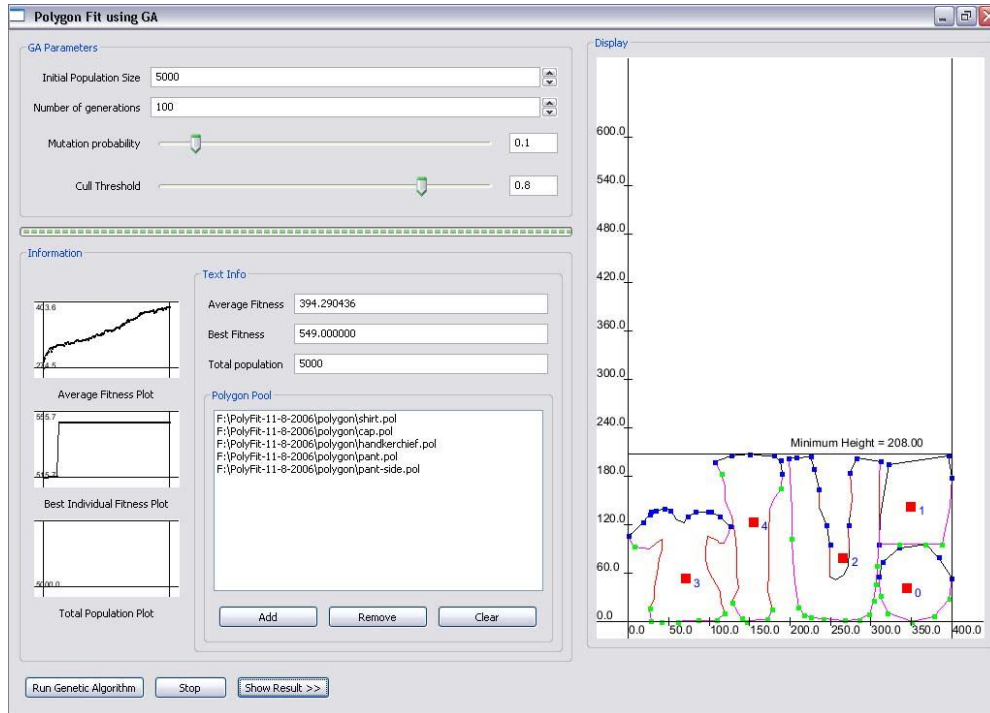 Polygon Fit using GA
GA Parameters
Initial Population Size 5000
Number of generations 100
Mutation probability 0.1
Cull Threshold 0.8
Information
403.6
Average Fitness Plot
515.7
Best Individual Fitness Plot
5000.0
Total Population Plot
Text Info
Average Fitness 394.290436
Best Fitness 549.000000
Total population 5000
Polygon Pool
F:\PolyFit-11-8-2006\polygon\shirt.pol
F:\PolyFit-11-8-2006\polygon\cap.pol
F:\PolyFit-11-8-2006\polygon\handkerchief.pol
F:\PolyFit-11-8-2006\polygon\pant.pol
F:\PolyFit-11-8-2006\polygon\pant-side.pol
Add Remove Clear
Run Genetic Algorithm Stop Show Result >>
Display
600.0
540.0
480.0
420.0
360.0
300.0
240.0
Minimum Height = 208.00
180.0
120.0
60.0
0.0
1
4
2
3
0
0.0 50.0 100.0 150.0 200.0 250.0 300.0 350.0 400.0